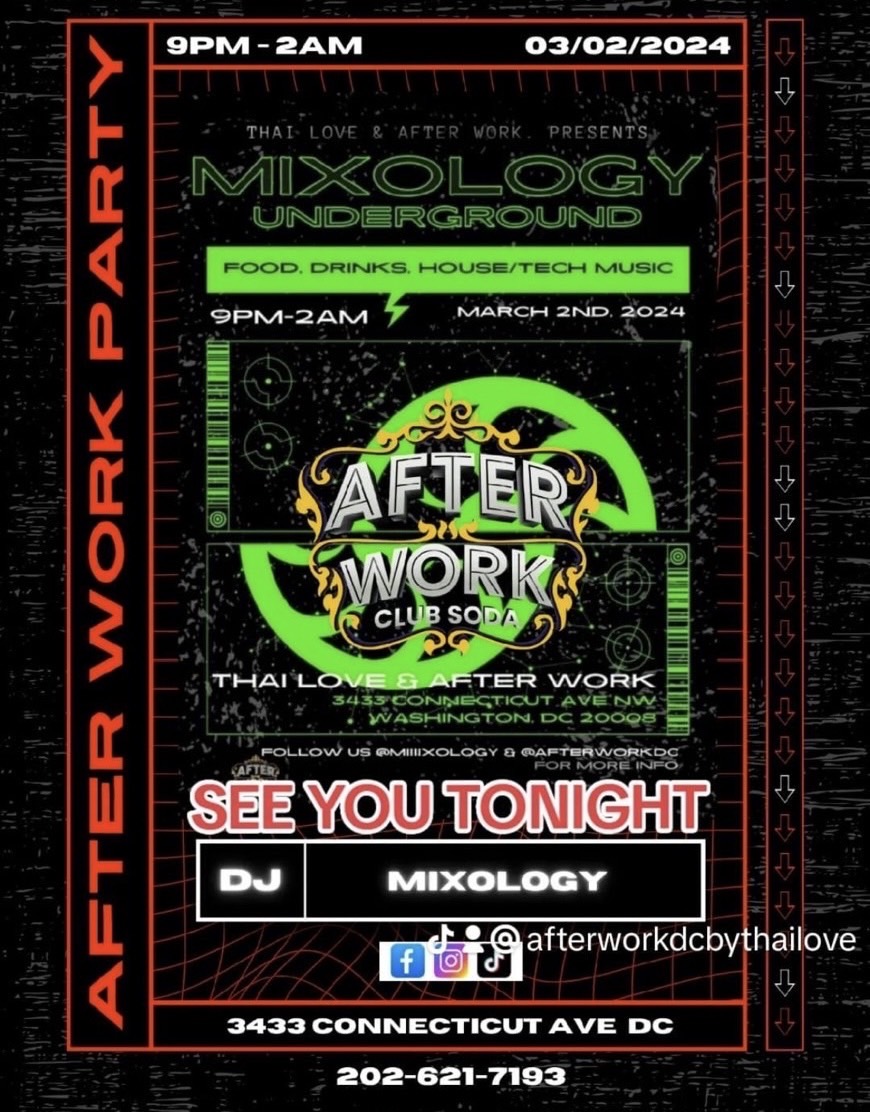 AFTER WORK PARTY
9PM - 2AM
03/02/2024
THAI LOVE & AFTER WORK. PRESENTS
MIXOLOGY
UNDERGROUND
FOOD, DRINKS, HOUSE/TECH MUSIC
9PM-2AM
MARCH 2ND, 2024
AFTER
WORK
CLUB SODA
THAI LOVE & AFTER WORK
3433 CONNECTICUT AVE NW
WASHINGTON, DC 20008
FOLLOW US @MIIIIXOLOGY & @AFTERWORKDC
FOR MORE INFO
AFTER
SEE YOU TONIGHT
DJ
MIXOLOGY
@afterworkdcbythailove
3433 CONNECTICUT AVE DC
202-621-7193